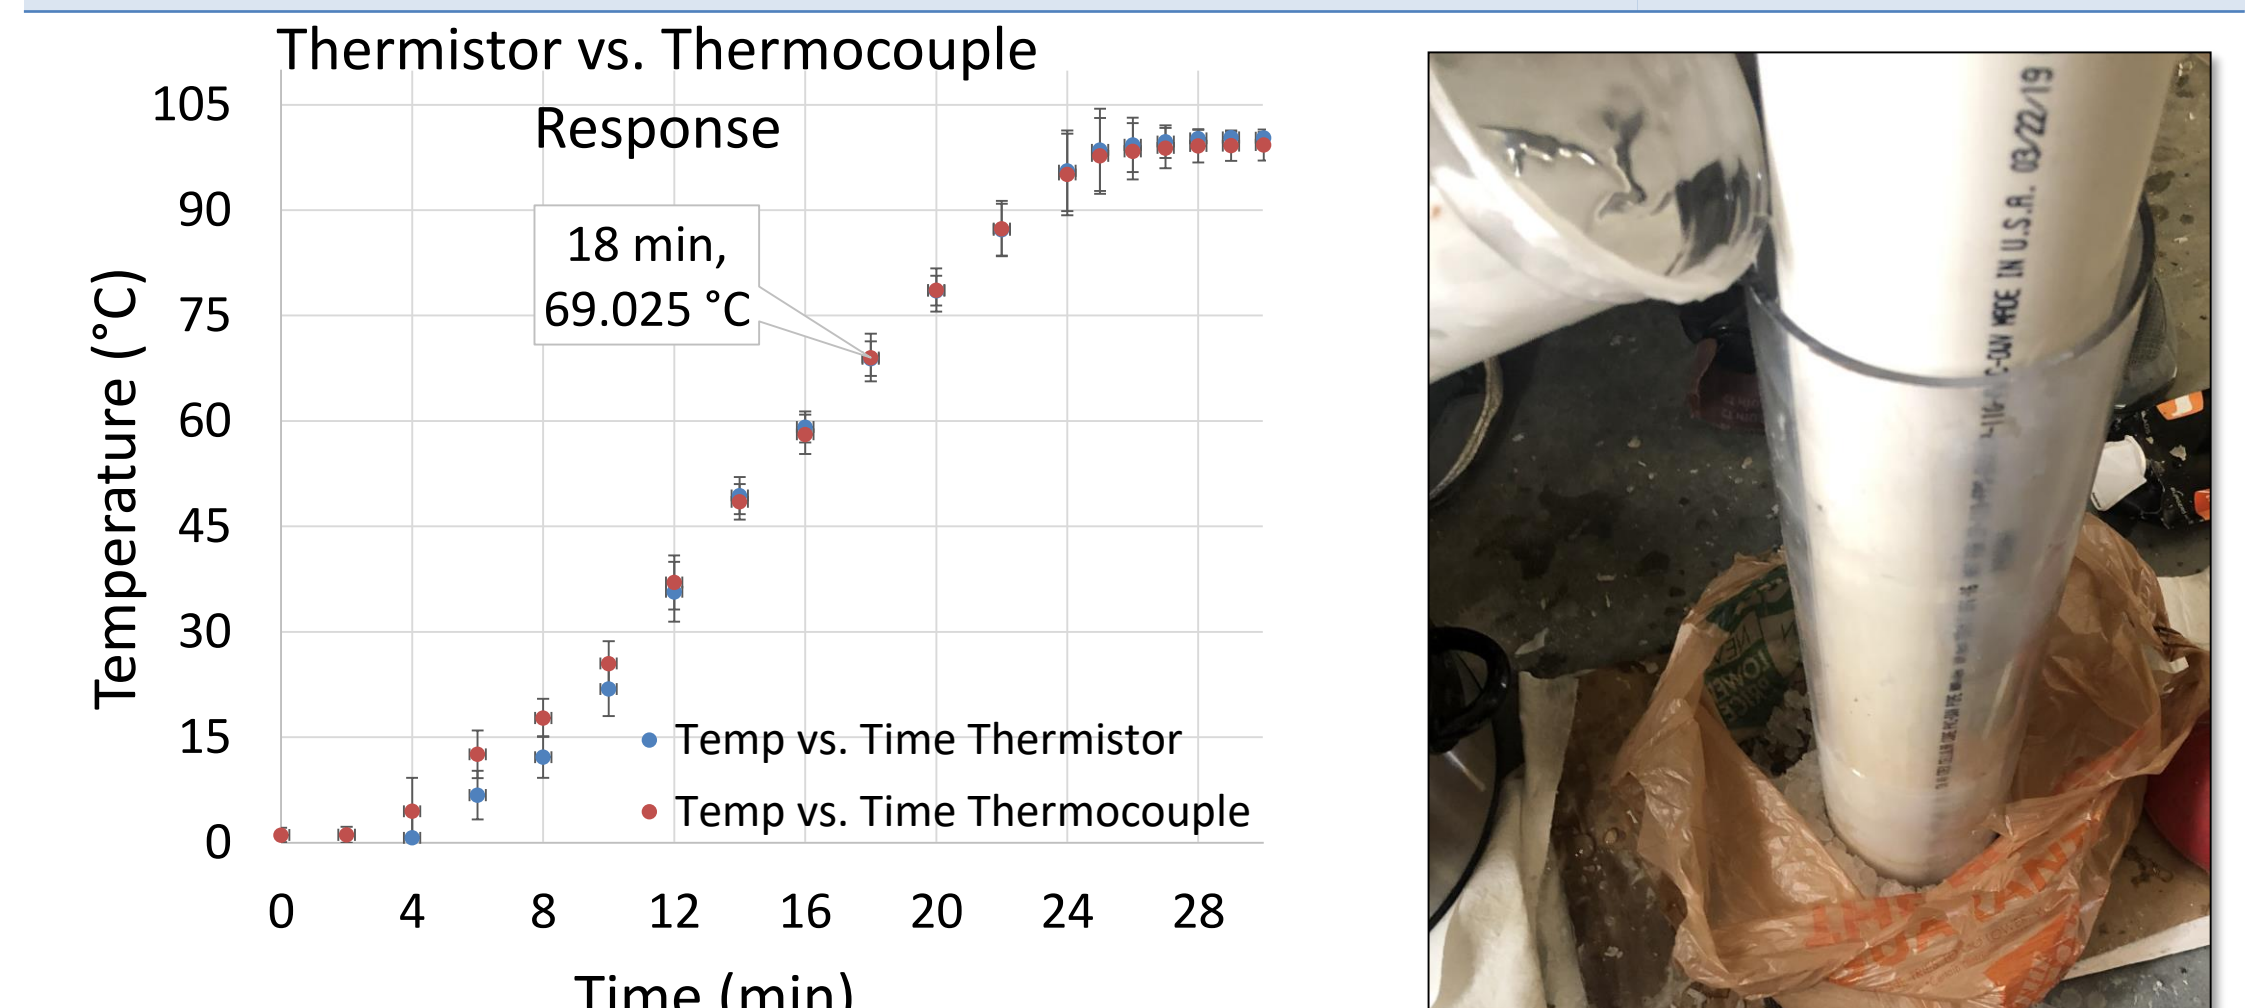 Thermistor vs. Thermocouple
Response
105
90
75
60
45
30
15
0
Temperature (°C)
18 min,
69.025 °C
Temp vs. Time Thermistor
Temp vs. Time Thermocouple
0 4 8 12 16 20 24 28
Time (min)
MADE IN U.S.A. 03/22/19